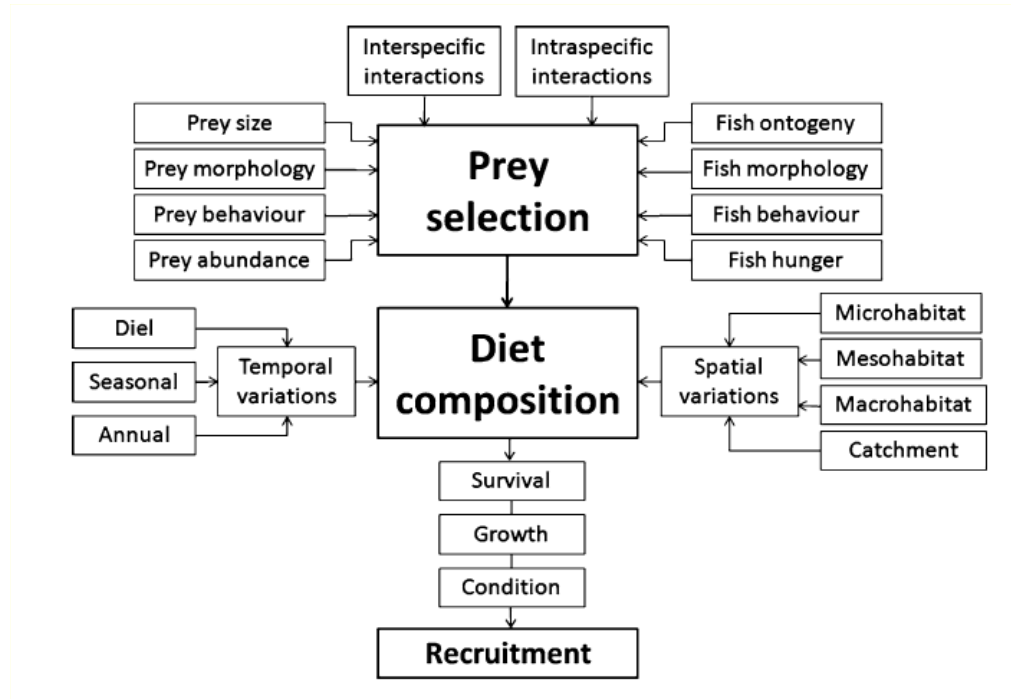 Interspecific
interactions
Intraspecific
interactions
Prey size
Prey morphology
Prey behaviour
Prey abundance
Prey
selection
Fish ontogeny
Fish morphology
Fish behaviour
Fish hunger
Diel
Seasonal
Annual
Temporal
variations
Diet
composition
Spatial
variations
Microhabitat
Mesohabitat
Macrohabitat
Catchment
Survival
Growth
Condition
Recruitment